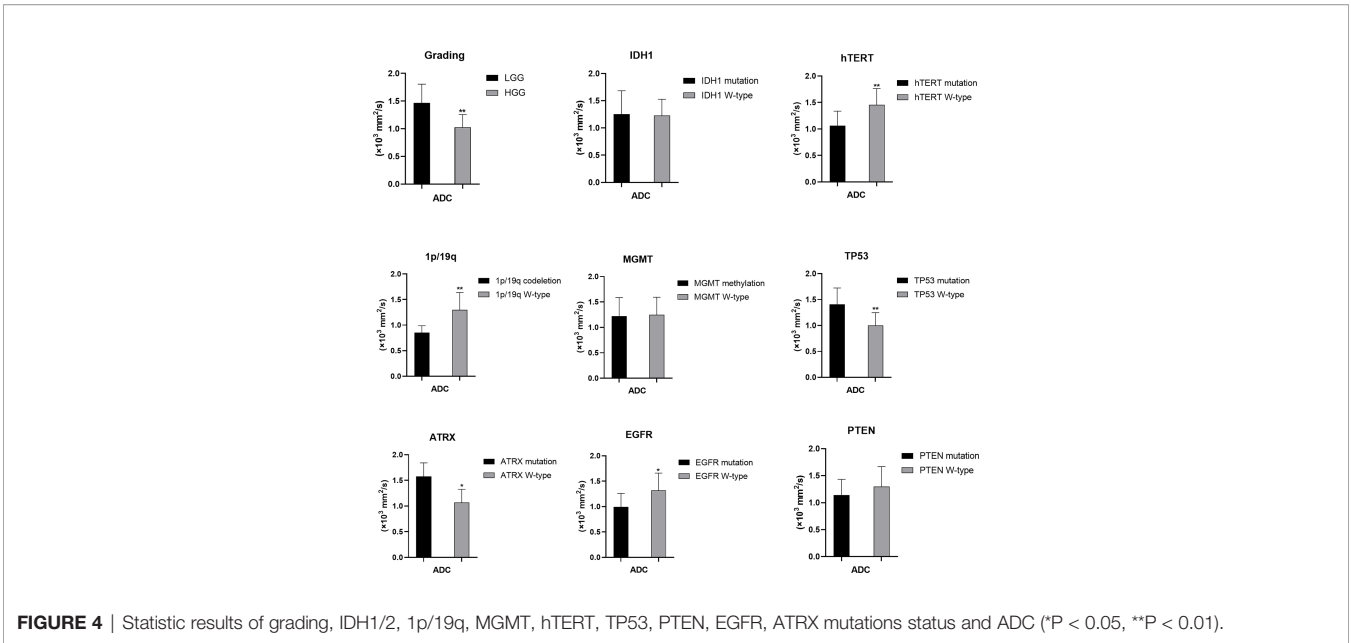 Grading
2.0
1.5
1.0
0.5
0.0
(×10³ mm²/s)
**
ADC
LGG
HGG
IDH1
2.0
1.5
1.0
0.5
0.0
(×10³ mm²/s)
ADC
IDH1 mutation
IDH1 W-type
hTERT
2.0
1.5
1.0
0.5
0.0
(×10³ mm²/s)
**
ADC
hTERT mutation
hTERT W-type
1p/19q
2.0
1.5
1.0
0.5
0.0
(×10³ mm²/s)
**
ADC
1p/19q codeletion
1p/19q W-type
MGMT
2.0
1.5
1.0
0.5
0.0
(×10³ mm²/s)
ADC
MGMT methylation
MGMT W-type
TP53
2.0
1.5
1.0
0.5
0.0
(×10³ mm²/s)
**
ADC
TP53 mutation
TP53 W-type
ATRX
2.0
1.5
1.0
0.5
0.0
(×10³ mm²/s)
*
ADC
ATRX mutation
ATRX W-type
EGFR
2.0
1.5
1.0
0.5
0.0
(×10³ mm²/s)
*
ADC
EGFR mutation
EGFR W-type
PTEN
2.0
1.5
1.0
0.5
0.0
(×10³ mm²/s)
ADC
PTEN mutation
PTEN W-type
FIGURE 4 | Statistic results of grading, IDH1/2, 1p/19q, MGMT, hTERT, TP53, PTEN, EGFR, ATRX mutations status and ADC (*P < 0.05, **P < 0.01).